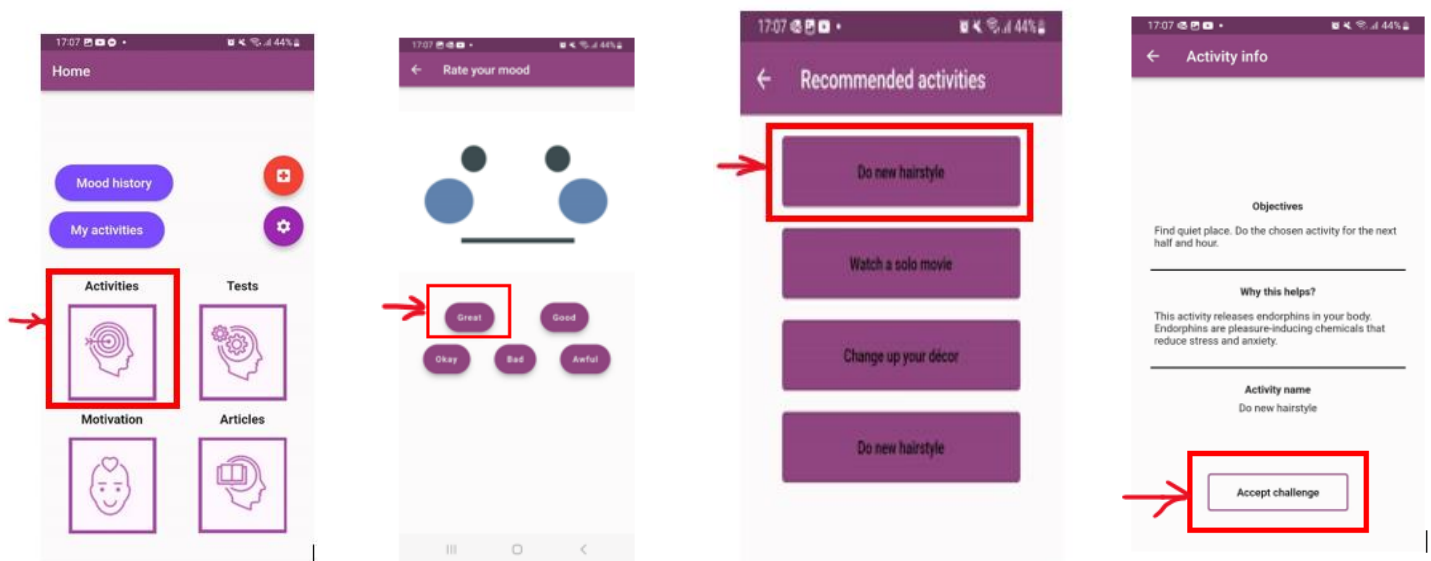 17:07
44%
Home
Mood history
My activities
Activities
Tests
Motivation
Articles
17:07
44%
Rate your mood
Great
Good
Okay
Bad
Awful
17:07
44%
Recommended activities
Do new hairstyle
Watch a solo movie
Change up your décor
Do new hairstyle
17:07
44%
Activity info
Objectives
Find quiet place. Do the chosen activity for the next
half and hour.
Why this helps?
This activity releases endorphins in your body.
Endorphins are pleasure-inducing chemicals that
reduce stress and anxiety.
Activity name
Do new hairstyle
Accept challenge